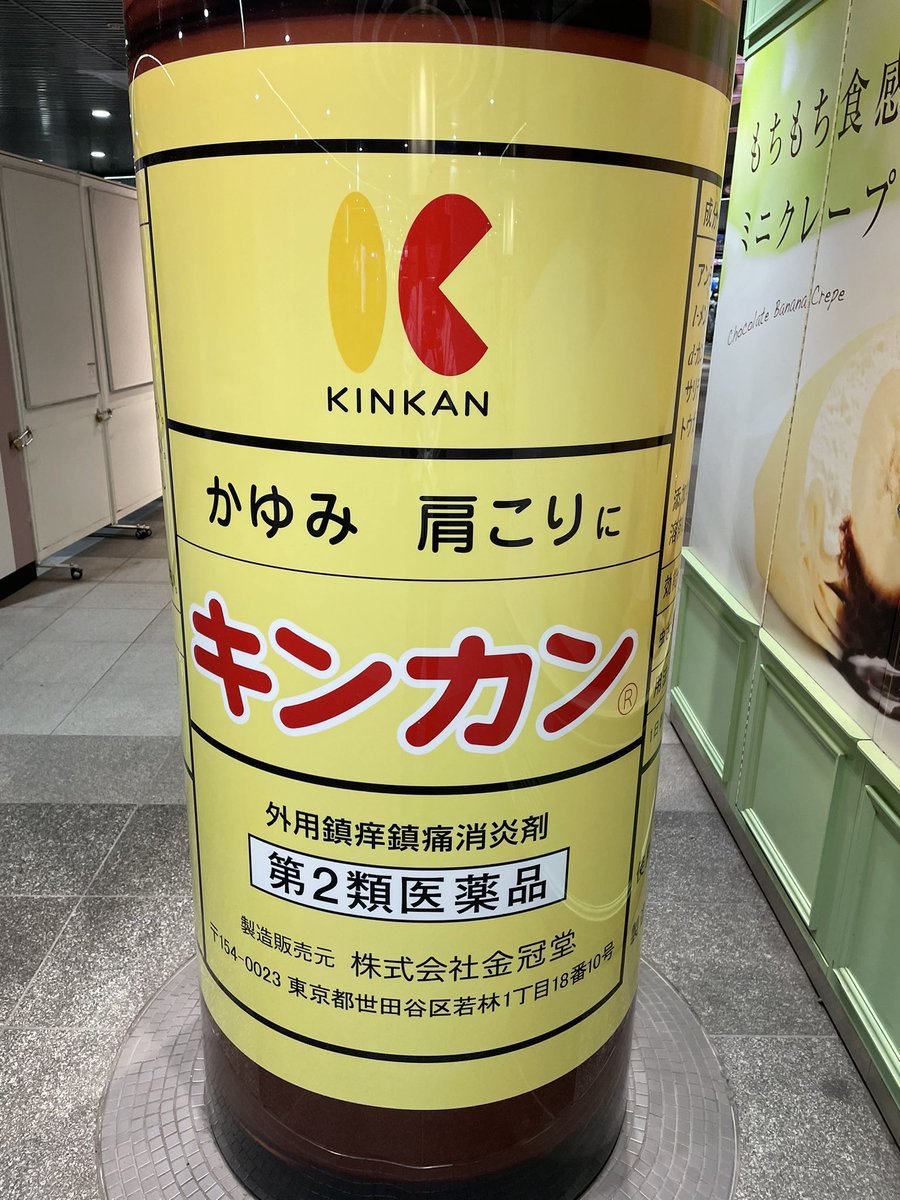 KINKAN
かゆみ 肩こりに
キンカン®
外用鎮痒鎮痛消炎剤
第2類医薬品
製造販売元 株式会社金冠堂
〒154-0023 東京都世田谷区若林1丁目18番10号
もちもち食感
ミニクレープ
Chocolate Banana Crepe